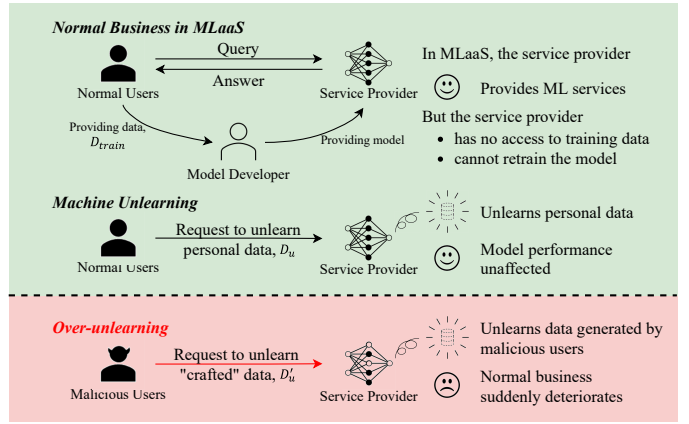 Normal Business in MLaaS
Query
Answer
Normal Users
Service Provider
Providing data,
D_train
Providing model
Model Developer
In MLaaS, the service provider
Provides ML services
But the service provider
• has no access to training data
• cannot retrain the model
Machine Unlearning
Request to unlearn
personal data, D_u
Normal Users
Service Provider
Unlearns personal data
Model performance
unaffected
Over-unlearning
Request to unlearn
"crafted" data, D'_u
Malicious Users
Service Provider
Unlearns data generated by
malicious users
Normal business
suddenly deteriorates